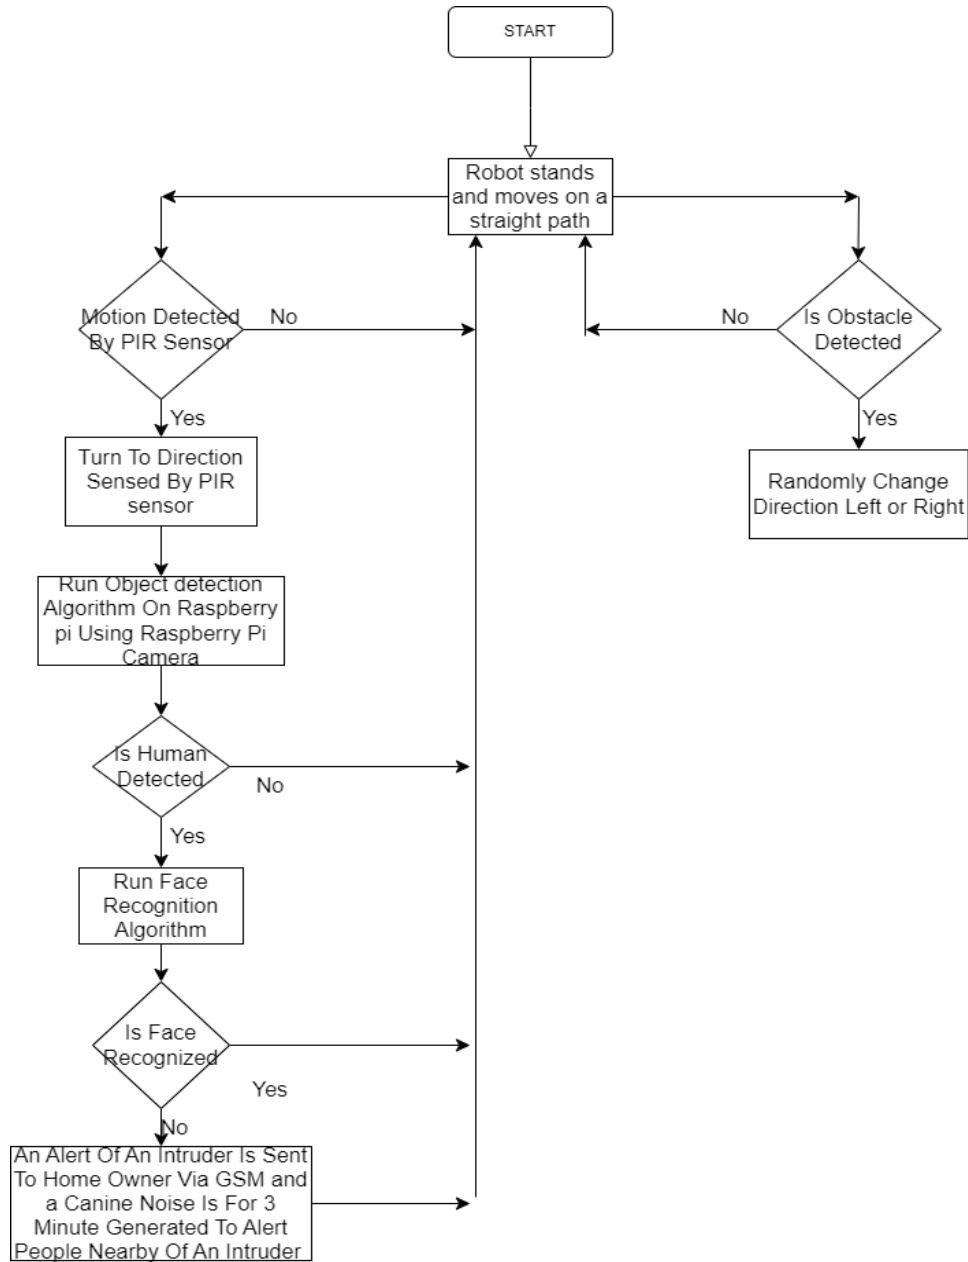 START
Robot stands
and moves on a
straight path
Motion Detected
By PIR Sensor
No
No
Is Obstacle
Detected
Yes
Yes
Turn To Direction
Sensed By PIR
sensor
Randomly Change
Direction Left or Right
Run Object detection
Algorithm On Raspberry
pi Using Raspberry Pi
Camera
Is Human
Detected
No
Yes
Run Face
Recognition
Algorithm
Is Face
Recognized
Yes
No
An Alert Of An Intruder Is Sent
To Home Owner Via GSM and
a Canine Noise Is For 3
Minute Generated To Alert
People Nearby Of An Intruder